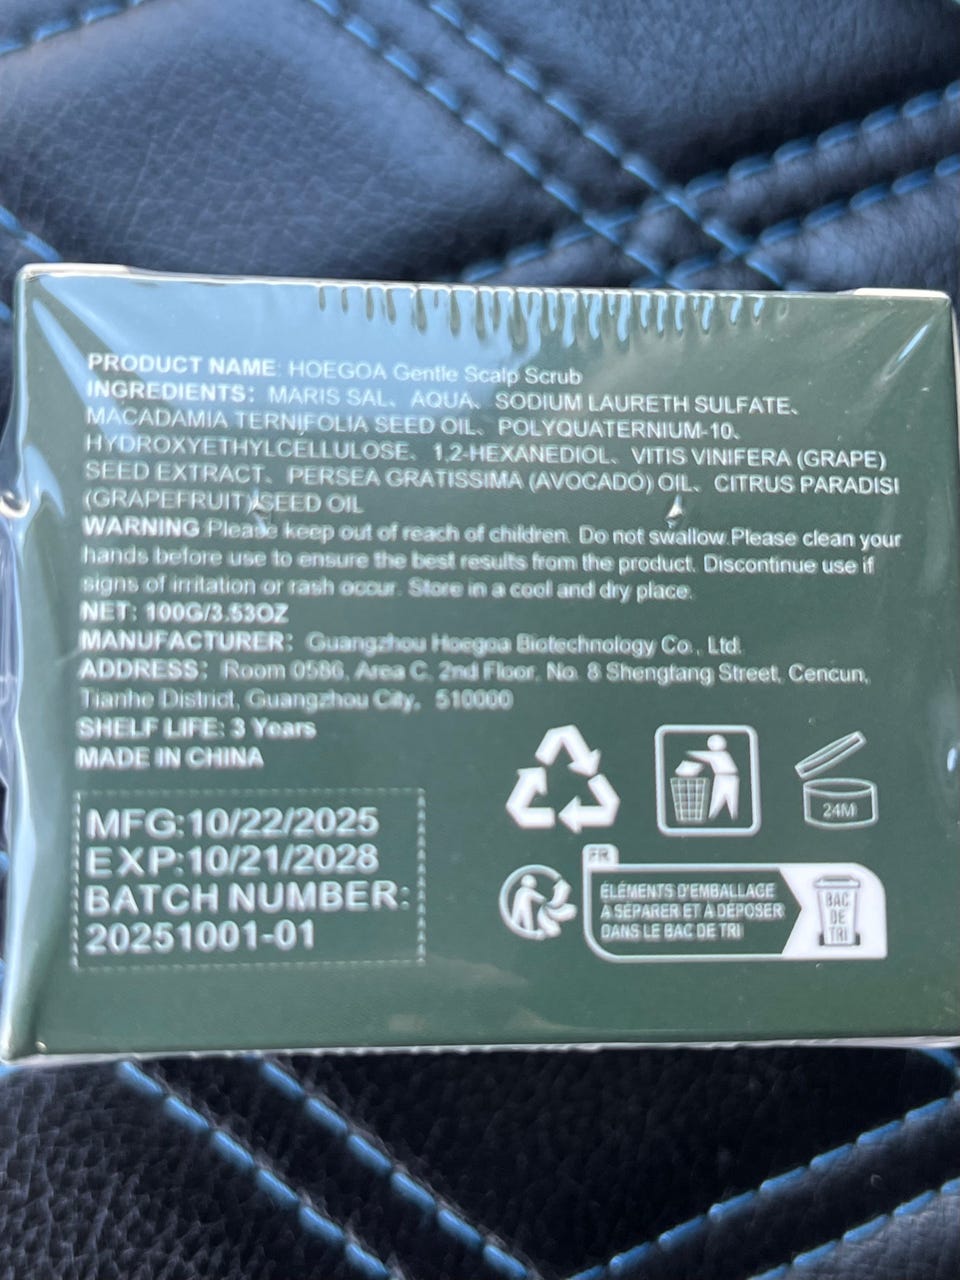 PRODUCT NAME: HOEGOA Gentle Scalp Scrub
INGREDIENTS: MARIS SAL、 AQUA、 SODIUM LAURETH SULFATE、
MACADAMIA TERNIFOLIA SEED OIL、 POLYQUATERNIUM-10、
HYDROXYETHYLCELLULOSE、 1,2-HEXANEDIOL、 VITIS VINIFERA (GRAPE)
SEED EXTRACT、 PERSEA GRATISSIMA (AVOCADO) OIL、 CITRUS PARADISI
(GRAPEFRUIT)SEED OIL
WARNING:Please keep out of reach of children. Do not swallow.Please clean your
hands before use to ensure the best results from the product. Discontinue use if
signs of irritation or rash occur. Store in a cool and dry place.
NET: 100G/3.53OZ
MANUFACTURER: Guangzhou Hoegoa Biotechnology Co., Ltd.
ADDRESS: Room 0586, Area C, 2nd Floor, No. 8 Shengtang Street, Cencun,
Tianhe District, Guangzhou City, 510000
SHELF LIFE: 3 Years
MADE IN CHINA
24M
MFG:10/22/2025
EXP:10/21/2028
BATCH NUMBER:
20251001-01
FR
ÉLÉMENTS D'EMBALLAGE
À SÉPARER ET À DÉPOSER
DANS LE BAC DE TRI
BAC
DE
TRI